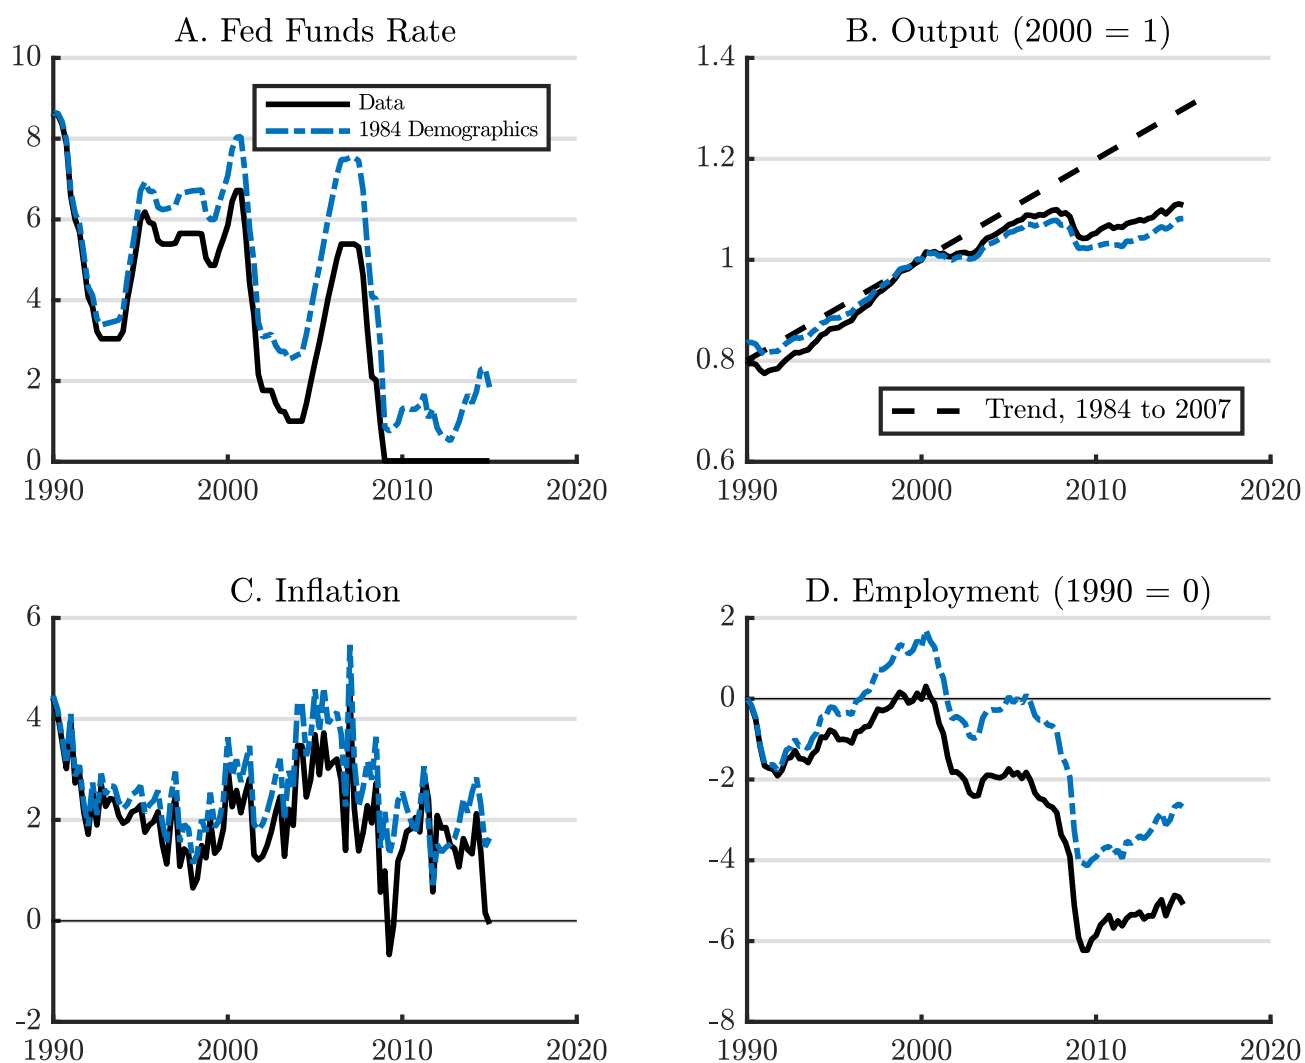 A. Fed Funds Rate
10
8
6
4
2
0
1990 2000 2010 2020
Data
1984 Demographics
B. Output (2000 = 1)
1.4
1.2
1
0.8
0.6
1990 2000 2010 2020
Trend, 1984 to 2007
C. Inflation
6
4
2
0
-2
1990 2000 2010 2020
D. Employment (1990 = 0)
2
0
-2
-4
-6
-8
1990 2000 2010 2020